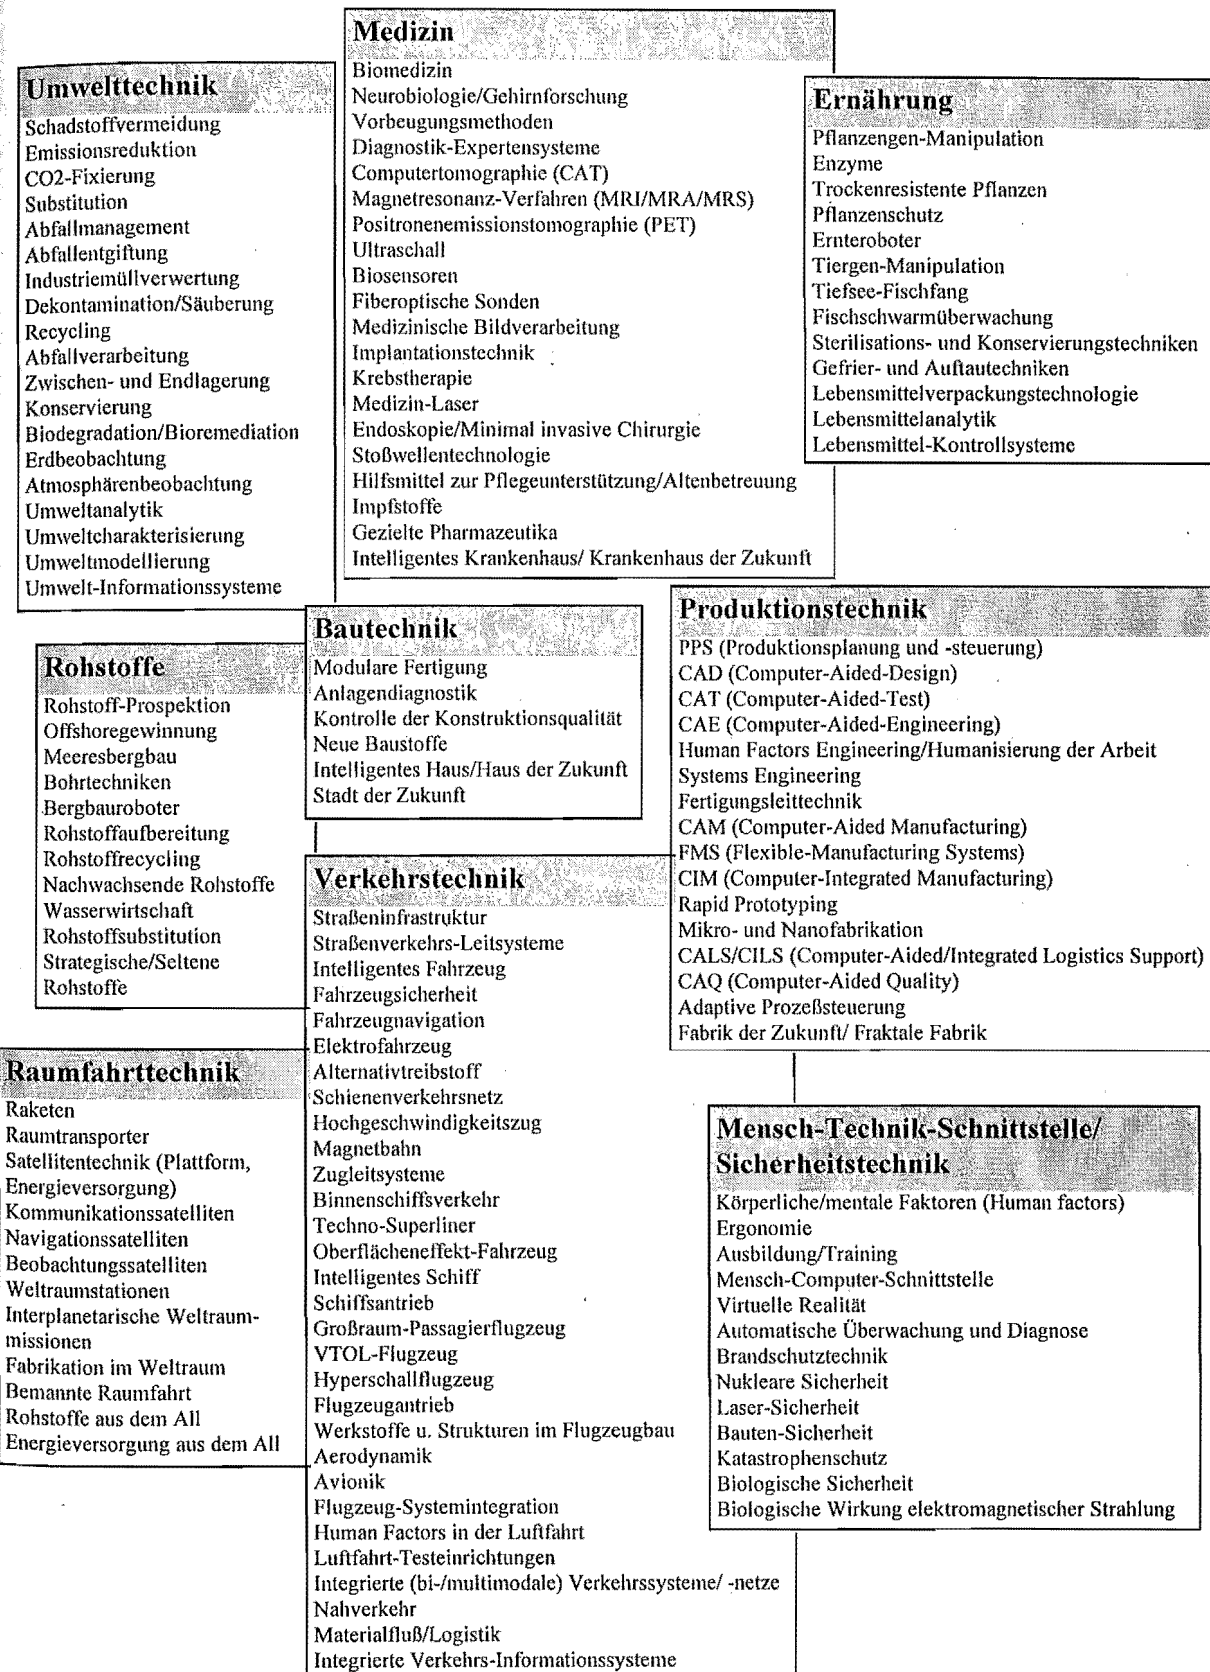 Medizin
Biomedizin
Neurobiologie/Gehirnforschung
Vorbeugungsmethoden
Diagnostik-Expertensysteme
Computertomographie (CAT)
Magnetresonanz-Verfahren (MRI/MRA/MRS)
Positronenemissionstomographie (PET)
Ultraschall
Biosensoren
Fiberoptische Sonden
Medizinische Bildverarbeitung
Implantationstechnik
Krebstherapie
Medizin-Laser
Endoskopie/Minimal invasive Chirurgie
Stoßwellentechnologie
Hilfsmittel zur Pflegeunterstützung/Altenbetreuung
Impfstoffe
Gezielte Pharmazeutika
Intelligentes Krankenhaus/ Krankenhaus der Zukunft
Umwelttechnik
Schadstoffvermeidung
Emissionsreduktion
CO2-Fixierung
Substitution
Abfallmanagement
Abfallentgiftung
Industriemüllverwertung
Dekontamination/Säuberung
Recycling
Abfallverarbeitung
Zwischen- und Endlagerung
Konservierung
Biodegradation/Bioremediation
Erdbeobachtung
Atmosphärenbeobachtung
Umweltanalytik
Umweltcharakterisierung
Umweltmodellierung
Umwelt-Informationssysteme
Ernährung
Pflanzengen-Manipulation
Enzyme
Trockenresistente Pflanzen
Pflanzenschutz
Ernteroboter
Tiergen-Manipulation
Tiefsee-Fischfang
Fischschwarmüberwachung
Sterilisations- und Konservierungstechniken
Gefrier- und Auftautechniken
Lebensmittelverpackungstechnologie
Lebensmittelanalytik
Lebensmittel-Kontrollsysteme
Bautechnik
Modulare Fertigung
Anlagendiagnostik
Kontrolle der Konstruktionsqualität
Neue Baustoffe
Intelligentes Haus/Haus der Zukunft
Stadt der Zukunft
Produktionstechnik
PPS (Produktionsplanung und -steuerung)
CAD (Computer-Aided-Design)
CAT (Computer-Aided-Test)
CAE (Computer-Aided-Engineering)
Human Factors Engineering/Humanisierung der Arbeit
Systems Engineering
Fertigungsleittechnik
CAM (Computer-Aided Manufacturing)
FMS (Flexible-Manufacturing Systems)
CIM (Computer-Integrated Manufacturing)
Rapid Prototyping
Mikro- und Nanofabrikation
CALS/CILS (Computer-Aided/Integrated Logistics Support)
CAQ (Computer-Aided Quality)
Adaptive Prozeßsteuerung
Fabrik der Zukunft/ Fraktale Fabrik
Rohstoffe
Rohstoff-Prospektion
Offshoregewinnung
Meeresbergbau
Bohrtechniken
Bergbauroboter
Rohstoffaufbereitung
Rohstoffrecycling
Nachwachsende Rohstoffe
Wasserwirtschaft
Rohstoffsubstitution
Strategische/Seltene
Rohstoffe
Verkehrstechnik
Straßeninfrastruktur
Straßenverkehrs-Leitsysteme
Intelligentes Fahrzeug
Fahrzeugsicherheit
Fahrzeugnavigation
Elektrofahrzeug
Alternativtreibstoff
Schienenverkehrsnetz
Hochgeschwindigkeitszug
Magnetbahn
Zugleitsysteme
Binnenschiffsverkehr
Techno-Superliner
Oberflächeneffekt-Fahrzeug
Intelligentes Schiff
Schiffsantrieb
Großraum-Passagierflugzeug
VTOL-Flugzeug
Hyperschallflugzeug
Flugzeugantrieb
Werkstoffe u. Strukturen im Flugzeugbau
Aerodynamik
Avionik
Flugzeug-Systemintegration
Human Factors in der Luftfahrt
Luftfahrt-Testeinrichtungen
Integrierte (bi-/multimodale) Verkehrssysteme/ -netze
Nahverkehr
Materialfluß/Logistik
Integrierte Verkehrs-Informationssysteme
Raumfahrttechnik
Raketen
Raumtransporter
Satellitentechnik (Plattform,
Energieversorgung)
Kommunikationssatelliten
Navigationssatelliten
Beobachtungssatelliten
Weltraumstationen
Interplanetarische Weltraum-
missionen
Fabrikation im Weltraum
Bemannte Raumfahrt
Rohstoffe aus dem All
Energieversorgung aus dem All
Mensch-Technik-Schnittstelle/
Sicherheitstechnik
Körperliche/mentale Faktoren (Human factors)
Ergonomie
Ausbildung/Training
Mensch-Computer-Schnittstelle
Virtuelle Realität
Automatische Überwachung und Diagnose
Brandschutztechnik
Nukleare Sicherheit
Laser-Sicherheit
Bauten-Sicherheit
Katastrophenschutz
Biologische Sicherheit
Biologische Wirkung elektromagnetischer Strahlung